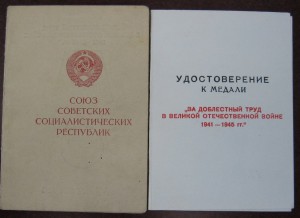 СОЮЗ
СОВЕТСКИХ
СОЦИАЛИСТИЧЕСКИХ
РЕСПУБЛИК
УДОСТОВЕРЕНИЕ
К МЕДАЛИ
„ЗА ДОБЛЕСТНЫЙ ТРУД
В ВЕЛИКОЙ ОТЕЧЕСТВЕННОЙ ВОЙНЕ
1941 — 1945 гг."